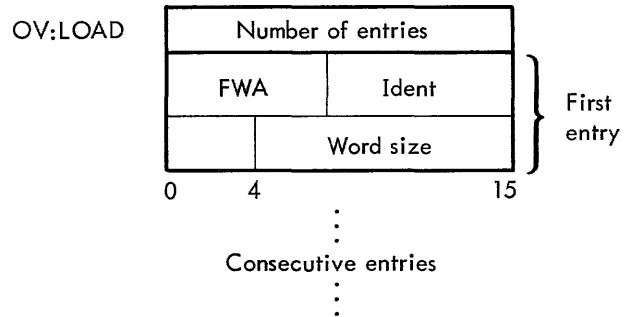 OV:LOAD Number of entries
FWA Ident
First
entry
Word size
0 4 15
Consecutive entries